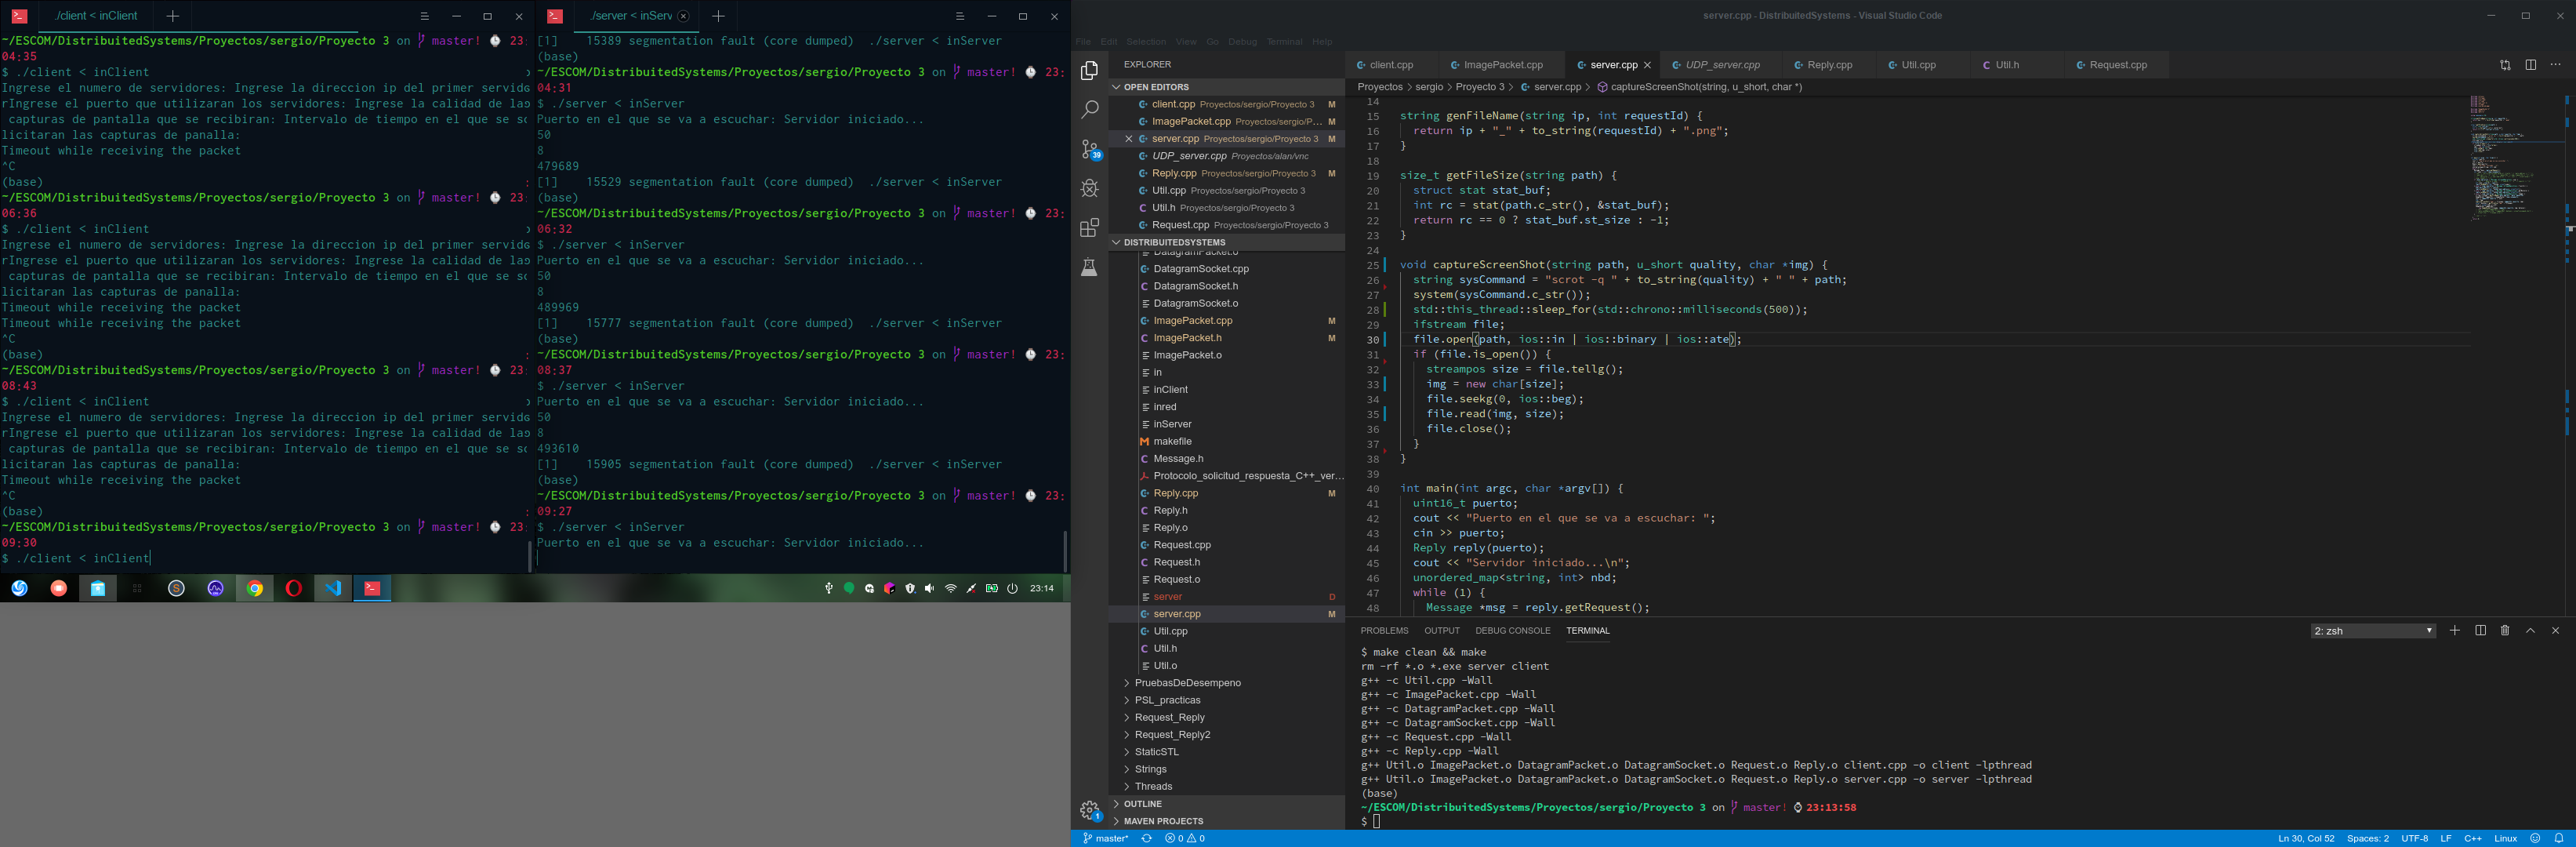 ./client < inClient
~/ESCOM/DistribuitedSystems/Proyectos/sergio/Proyecto 3 on master! 23:
04:35
$ ./client < inClient
Ingrese el numero de servidores: Ingrese la direccion ip del primer servido
rIngrese el puerto que utilizaran los servidores: Ingrese la calidad de las
capturas de pantalla que se recibiran: Intervalo de tiempo en el que se so
licitaran las capturas de panalla:
Timeout while receiving the packet
^C
(base)
~/ESCOM/DistribuitedSystems/Proyectos/sergio/Proyecto 3 on master! 23:
06:36
$ ./client < inClient
Ingrese el numero de servidores: Ingrese la direccion ip del primer servido
rIngrese el puerto que utilizaran los servidores: Ingrese la calidad de las
capturas de pantalla que se recibiran: Intervalo de tiempo en el que se so
licitaran las capturas de panalla:
Timeout while receiving the packet
Timeout while receiving the packet
^C
(base)
~/ESCOM/DistribuitedSystems/Proyectos/sergio/Proyecto 3 on master! 23:
08:43
$ ./client < inClient
Ingrese el numero de servidores: Ingrese la direccion ip del primer servido
rIngrese el puerto que utilizaran los servidores: Ingrese la calidad de las
capturas de pantalla que se recibiran: Intervalo de tiempo en el que se so
licitaran las capturas de panalla:
Timeout while receiving the packet
^C
(base)
~/ESCOM/DistribuitedSystems/Proyectos/sergio/Proyecto 3 on master! 23:
09:30
$ ./client < inClient
./server < inServ
[1] 15389 segmentation fault (core dumped) ./server < inServer
(base)
~/ESCOM/DistribuitedSystems/Proyectos/sergio/Proyecto 3 on master! 23:
04:31
$ ./server < inServer
Puerto en el que se va a escuchar: Servidor iniciado...
50
8
479689
[1] 15529 segmentation fault (core dumped) ./server < inServer
(base)
~/ESCOM/DistribuitedSystems/Proyectos/sergio/Proyecto 3 on master! 23:
06:32
$ ./server < inServer
Puerto en el que se va a escuchar: Servidor iniciado...
50
8
489969
[1] 15777 segmentation fault (core dumped) ./server < inServer
(base)
~/ESCOM/DistribuitedSystems/Proyectos/sergio/Proyecto 3 on master! 23:
08:37
$ ./server < inServer
Puerto en el que se va a escuchar: Servidor iniciado...
50
8
493610
[1] 15905 segmentation fault (core dumped) ./server < inServer
(base)
~/ESCOM/DistribuitedSystems/Proyectos/sergio/Proyecto 3 on master! 23:
09:27
$ ./server < inServer
Puerto en el que se va a escuchar: Servidor iniciado...
23:14
server.cpp - DistribuitedSystems - Visual Studio Code
File Edit Selection View Go Debug Terminal Help
EXPLORER
OPEN EDITORS
client.cpp Proyectos/sergio/Proyecto 3 M
ImagePacket.cpp Proyectos/sergio/P... M
server.cpp Proyectos/sergio/Proyecto 3 M
UDP_server.cpp Proyectos/alan/vnc
Reply.cpp Proyectos/sergio/Proyecto 3 M
Util.cpp Proyectos/sergio/Proyecto 3
Util.h Proyectos/sergio/Proyecto 3
Request.cpp Proyectos/sergio/Proyecto 3
DISTRIBUITEDSYSTEMS
DatagramPacket.o
DatagramSocket.cpp
DatagramSocket.h
DatagramSocket.o
ImagePacket.cpp M
ImagePacket.h M
ImagePacket.o
in
inClient
inred
inServer
makefile
Message.h
Protocolo_solicitud_respuesta_C++_ver...
Reply.cpp M
Reply.h
Reply.o
Request.cpp
Request.h
Request.o
server D
server.cpp M
Util.cpp
Util.h
Util.o
PruebasDeDesempeno
PSL_practicas
Request_Reply
Request_Reply2
StaticSTL
Strings
Threads
OUTLINE
MAVEN PROJECTS
39
1
client.cpp ImagePacket.cpp server.cpp UDP_server.cpp Reply.cpp Util.cpp Util.h Request.cpp
Proyectos > sergio > Proyecto 3 > server.cpp > captureScreenShot(string, u_short, char *)
14
15 string genFileName(string ip, int requestId) {
16 return ip + "_" + to_string(requestId) + ".png";
17 }
18
19 size_t getFileSize(string path) {
20 struct stat stat_buf;
21 int rc = stat(path.c_str(), &stat_buf);
22 return rc == 0 ? stat_buf.st_size : -1;
23 }
24
25 void captureScreenShot(string path, u_short quality, char *img) {
26 string sysCommand = "scrot -q " + to_string(quality) + " " + path;
27 system(sysCommand.c_str());
28 std::this_thread::sleep_for(std::chrono::milliseconds(500));
29 ifstream file;
30 file.open(path, ios::in | ios::binary | ios::ate);
31 if (file.is_open()) {
32 streampos size = file.tellg();
33 img = new char[size];
34 file.seekg(0, ios::beg);
35 file.read(img, size);
36 file.close();
37 }
38 }
39
40 int main(int argc, char *argv[]) {
41 uint16_t puerto;
42 cout << "Puerto en el que se va a escuchar: ";
43 cin >> puerto;
44 Reply reply(puerto);
45 cout << "Servidor iniciado...\n";
46 unordered_map<string, int> nbd;
47 while (1) {
48 Message *msg = reply.getRequest();
PROBLEMS OUTPUT DEBUG CONSOLE TERMINAL
2: zsh
$ make clean && make
rm -rf *.o *.exe server client
g++ -c Util.cpp -Wall
g++ -c ImagePacket.cpp -Wall
g++ -c DatagramPacket.cpp -Wall
g++ -c DatagramSocket.cpp -Wall
g++ -c Request.cpp -Wall
g++ -c Reply.cpp -Wall
g++ Util.o ImagePacket.o DatagramPacket.o DatagramSocket.o Request.o Reply.o client.cpp -o client -lpthread
g++ Util.o ImagePacket.o DatagramPacket.o DatagramSocket.o Request.o Reply.o server.cpp -o server -lpthread
(base)
~/ESCOM/DistribuitedSystems/Proyectos/sergio/Proyecto 3 on master! 23:13:58
$
master* 0 0
Ln 30, Col 52 Spaces: 2 UTF-8 LF C++ Linux